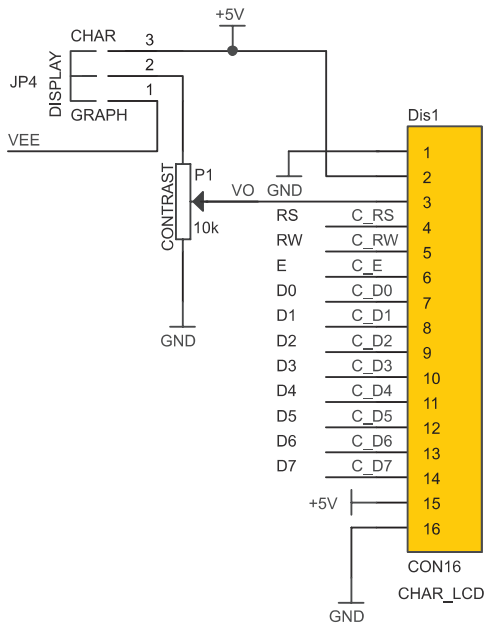 +5V
CHAR
3
2
JP4
DISPLAY
1
GRAPH
VEE
Dis1
1
GND
2
P1
CONTRAST
VO
3
10k
RS C_RS
4
RW C_RW
5
E C_E
6
D0 C_D0
7
D1 C_D1
8
GND
D2 C_D2
9
D3 C_D3
10
D4 C_D4
11
D5 C_D5
12
D6 C_D6
13
D7 C_D7
14
+5V
15
16
CON16
CHAR_LCD
GND